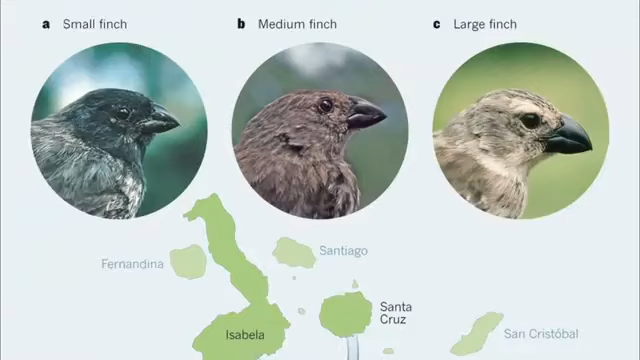 a Small finch
b Medium finch
c Large finch
Fernandina
Santiago
Isabela
Santa
Cruz
San Cristóbal